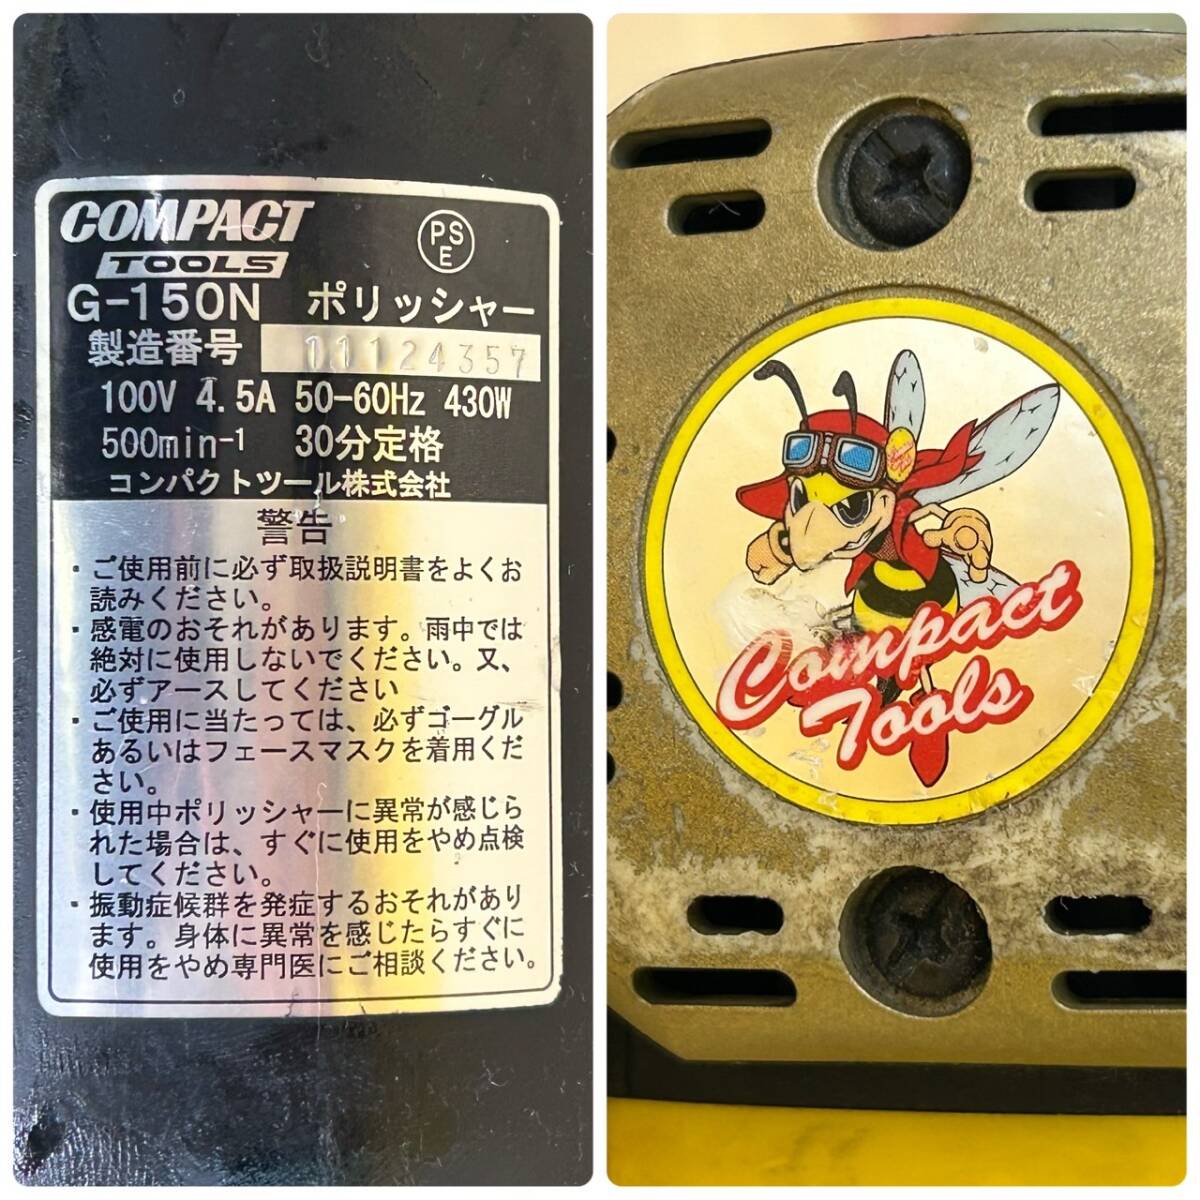 COMPACT
TOOLS
PS
E
G-150N ポリッシャー
製造番号 11124357
100V 4.5A 50-60Hz 430W
500min-1 30分定格
コンパクトツール株式会社
警告
・ご使用前に必ず取扱説明書をよくお
読みください。
・感電のおそれがあります。雨中では
絶対に使用しないでください。又、
必ずアースしてください
・ご使用に当たっては、必ずゴーグル
あるいはフェースマスクを着用くだ
さい。
・使用中ポリッシャーに異常が感じら
れた場合は、すぐに使用をやめ点検
してください。
・振動症候群を発症するおそれがあり
ます。身体に異常を感じたらすぐに
使用をやめ専門医にご相談ください。
Compact
Tools